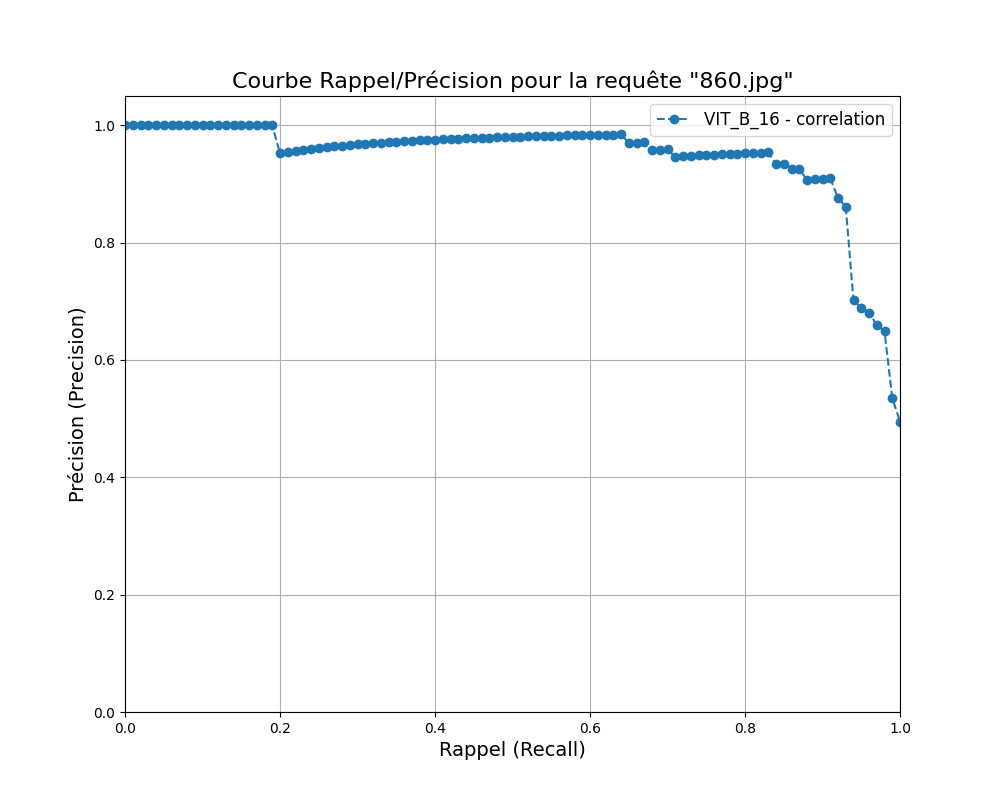 Courbe Rappel/Précision pour la requête "860.jpg"
VIT_B_16 - correlation
1.0
0.8
0.6
0.4
0.2
0.0
Précision (Precision)
0.0 0.2 0.4 0.6 0.8 1.0
Rappel (Recall)